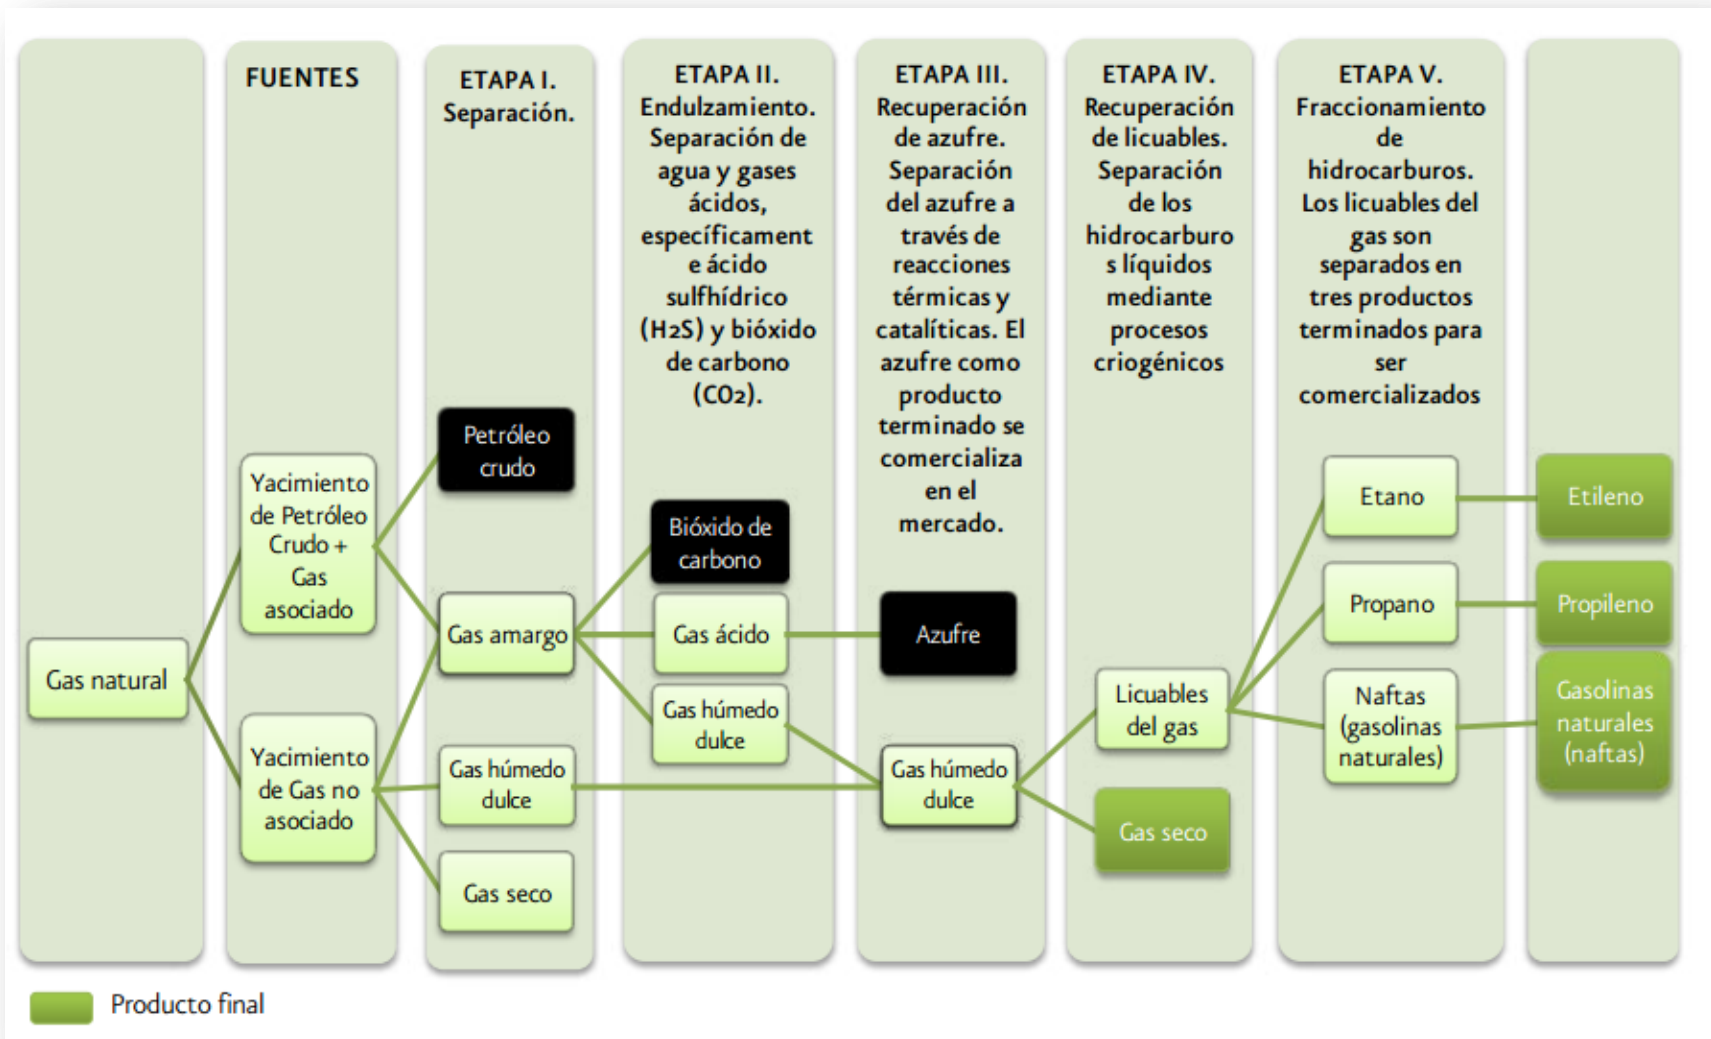 FUENTES
ETAPA I.
Separación.
ETAPA II.
Endulzamiento.
Separación de
agua y gases
ácidos,
específicament
e ácido
sulfhídrico
(H2S) y bióxido
de carbono
(CO2).
ETAPA III.
Recuperación
de azufre.
Separación
del azufre a
través de
reacciones
térmicas y
catalíticas. El
azufre como
producto
terminado se
comercializa
en el
mercado.
ETAPA IV.
Recuperación
de licuables.
Separación
de los
hidrocarburo
s líquidos
mediante
procesos
criogénicos
ETAPA V.
Fraccionamiento
de
hidrocarburos.
Los licuables del
gas son
separados en
tres productos
terminados para
ser
comercializados
Gas natural
Yacimiento
de Petróleo
Crudo +
Gas
asociado
Yacimiento
de Gas no
asociado
Petróleo
crudo
Gas amargo
Gas húmedo
dulce
Gas seco
Bióxido de
carbono
Gas ácido
Gas húmedo
dulce
Azufre
Gas húmedo
dulce
Licuables
del gas
Gas seco
Etano
Propano
Naftas
(gasolinas
naturales)
Etileno
Propileno
Gasolinas
naturales
(naftas)
Producto final